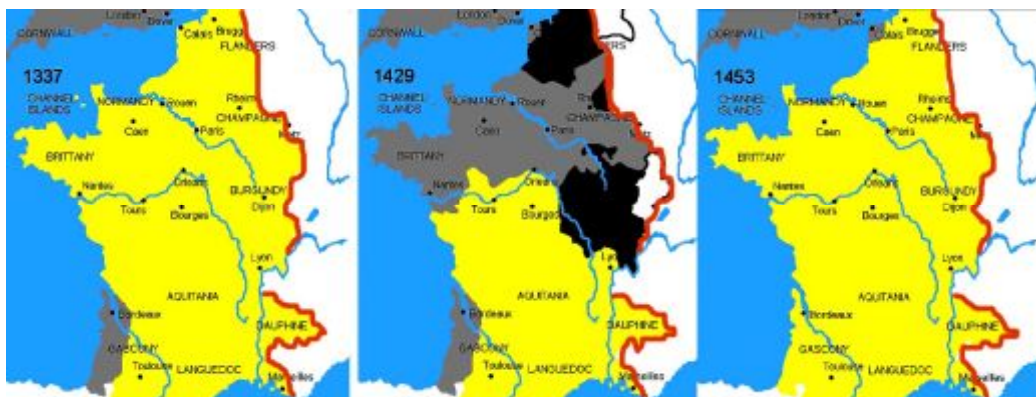 London
Dover
CORNWALL
Calais
Brugge
FLANDERS
1337
CHANNEL
ISLANDS
NORMANDY
Rouen
Rheims
CHAMPAGNE
Metz
Caen
Paris
BRITTANY
Nantes
Orleans
BURGUNDY
Tours
Bourges
Dijon
Lyon
AQUITANIA
Bordeaux
DAUPHINE
GASCONY
Toulouse
LANGUEDOC
Marseilles
London
Dover
CORNWALL
1429
CHANNEL
ISLANDS
NORMANDY
Rouen
CHAMPAGNE
Metz
Caen
Paris
BRITTANY
Nantes
Orleans
Tours
Bourges
Lyon
AQUITANIA
Bordeaux
DAUPHINE
GASCONY
Toulouse
LANGUEDOC
Marseilles
London
Dover
CORNWALL
Calais
Brugge
FLANDERS
1453
CHANNEL
ISLANDS
NORMANDY
Rouen
Rheims
CHAMPAGNE
Metz
Caen
Paris
BRITTANY
Nantes
Orleans
BURGUNDY
Tours
Bourges
Dijon
Lyon
AQUITANIA
Bordeaux
DAUPHINE
GASCONY
Toulouse
LANGUEDOC
Marseilles